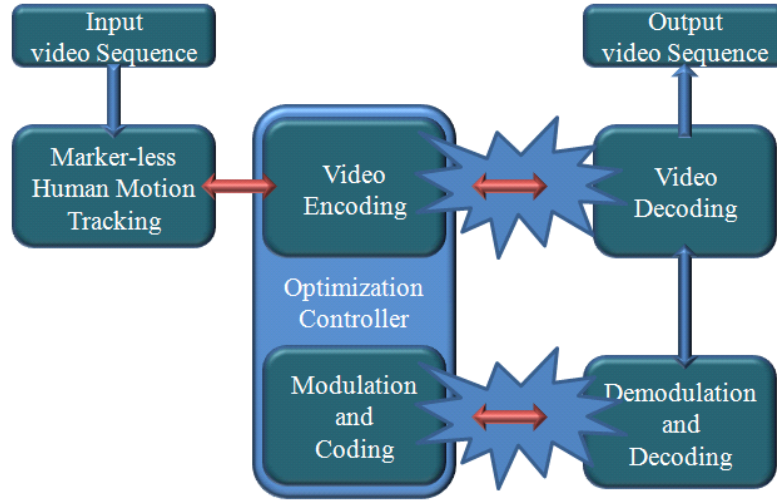 Input
video Sequence
Output
video Sequence
Marker-less
Human Motion
Tracking
Video
Encoding
Video
Decoding
Optimization
Controller
Modulation
and
Coding
Demodulation
and
Decoding